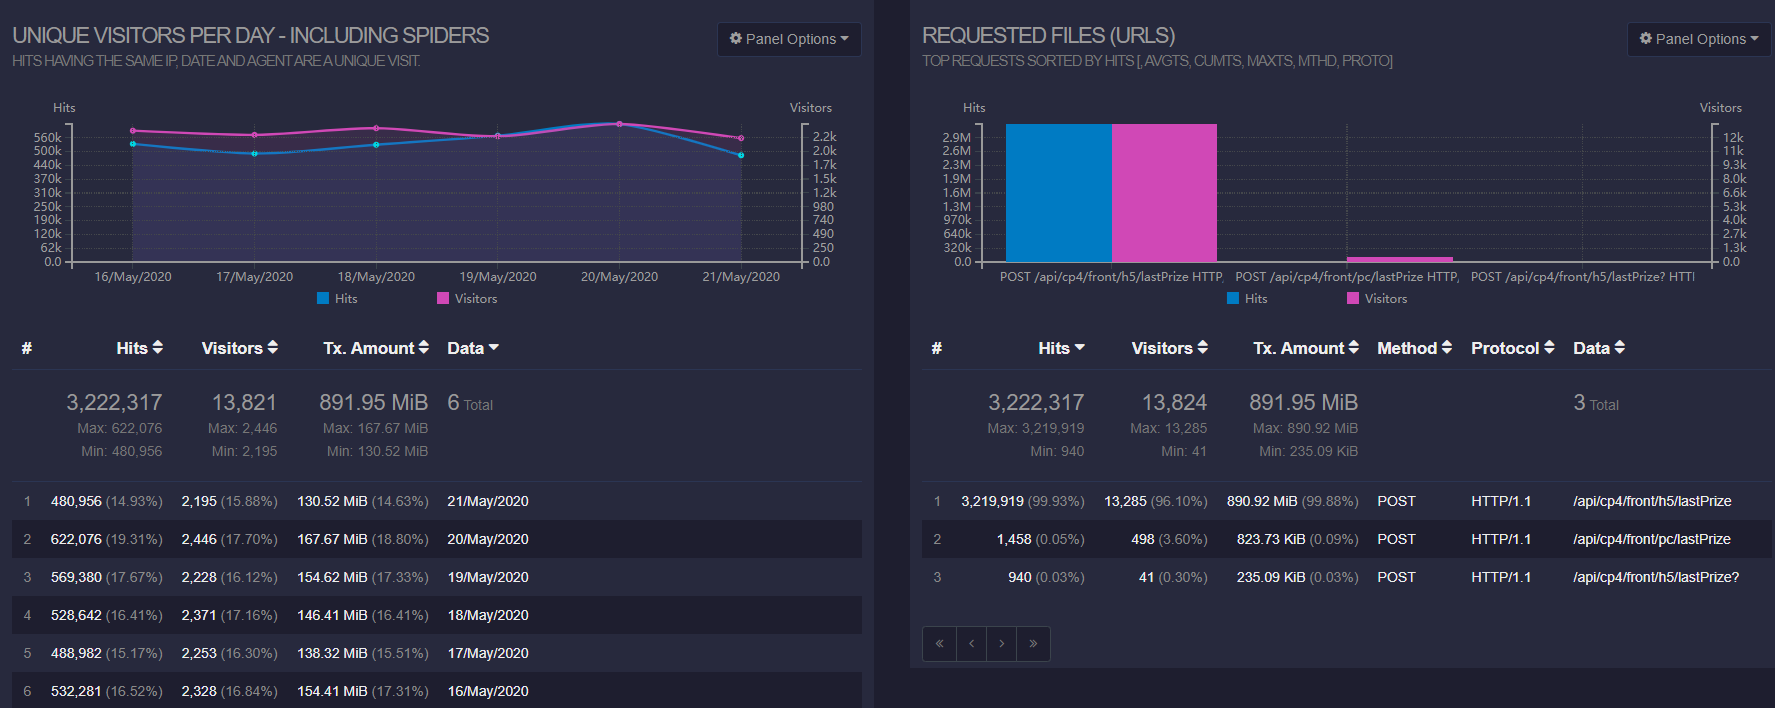 UNIQUE VISITORS PER DAY - INCLUDING SPIDERS
Panel Options
HITS HAVING THE SAME IP, DATE AND AGENT ARE A UNIQUE VISIT.
Hits Visitors
560k 2.2k
500k 2.0k
440k 1.7k
370k 1.5k
310k 1.2k
250k 980
190k 740
120k 490
62k 250
0.0 0.0
16/May/2020 17/May/2020 18/May/2020 19/May/2020 20/May/2020 21/May/2020
Hits Visitors
# Hits Visitors Tx. Amount Data
3,222,317 13,821 891.95 MiB 6 Total
Max: 622,076 Max: 2,446 Max: 167.67 MiB
Min: 480,956 Min: 2,195 Min: 130.52 MiB
1 480,956 (14.93%) 2,195 (15.88%) 130.52 MiB (14.63%) 21/May/2020
2 622,076 (19.31%) 2,446 (17.70%) 167.67 MiB (18.80%) 20/May/2020
3 569,380 (17.67%) 2,228 (16.12%) 154.62 MiB (17.33%) 19/May/2020
4 528,642 (16.41%) 2,371 (17.16%) 146.41 MiB (16.41%) 18/May/2020
5 488,982 (15.17%) 2,253 (16.30%) 138.32 MiB (15.51%) 17/May/2020
6 532,281 (16.52%) 2,328 (16.84%) 154.41 MiB (17.31%) 16/May/2020
REQUESTED FILES (URLS)
Panel Options
TOP REQUESTS SORTED BY HITS [, AVGTS, CUMTS, MAXTS, MTHD, PROTO]
Hits Visitors
2.9M 12k
2.6M 11k
2.3M 9.3k
1.9M 8.0k
1.6M 6.6k
1.3M 5.3k
970k 4.0k
640k 2.7k
320k 1.3k
0.0 0.0
POST /api/cp4/front/h5/lastPrize HTTP, POST /api/cp4/front/pc/lastPrize HTTP, POST /api/cp4/front/h5/lastPrize? HTTI
Hits Visitors
# Hits Visitors Tx. Amount Method Protocol Data
3,222,317 13,824 891.95 MiB 3 Total
Max: 3,219,919 Max: 13,285 Max: 890.92 MiB
Min: 940 Min: 41 Min: 235.09 KiB
1 3,219,919 (99.93%) 13,285 (96.10%) 890.92 MiB (99.88%) POST HTTP/1.1 /api/cp4/front/h5/lastPrize
2 1,458 (0.05%) 498 (3.60%) 823.73 KiB (0.09%) POST HTTP/1.1 /api/cp4/front/pc/lastPrize
3 940 (0.03%) 41 (0.30%) 235.09 KiB (0.03%) POST HTTP/1.1 /api/cp4/front/h5/lastPrize?
« ‹ › »